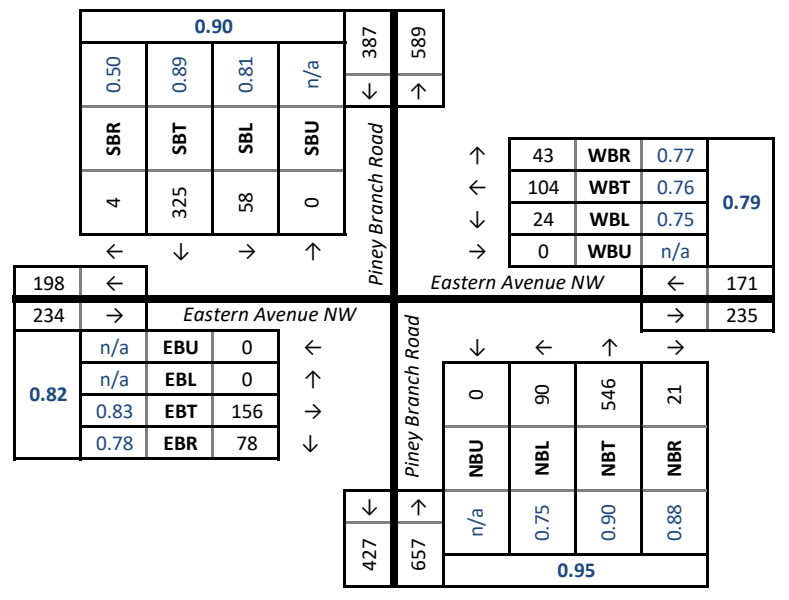 0.90
387
589
0.50 0.89 0.81 n/a
↓ ↑
SBR SBT SBL SBU
4 325 58 0
Piney Branch Road
← ↓ → ↑
↑ 43 WBR 0.77
← 104 WBT 0.76
↓ 24 WBL 0.75
→ 0 WBU n/a
0.79
198 ←
Eastern Avenue NW
← 171
234 →
Eastern Avenue NW
→ 235
0.82
n/a EBU 0 ←
n/a EBL 0 ↑
0.83 EBT 156 →
0.78 EBR 78 ↓
Piney Branch Road
↓ ← ↑ →
0 90 546 21
NBU NBL NBT NBR
↓ ↑
n/a 0.75 0.90 0.88
427
657
0.95